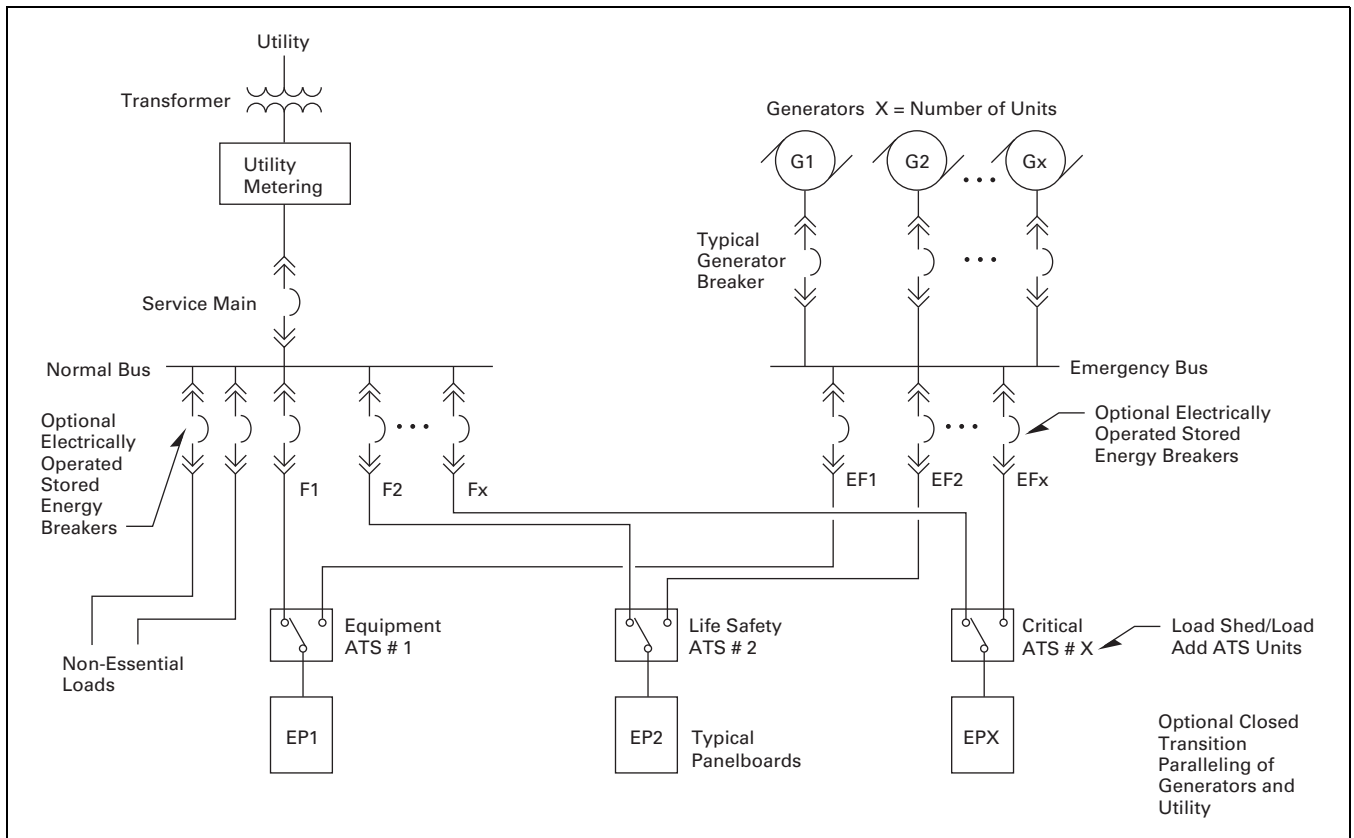 Utility
Transformer
Utility
Metering
Service Main
Normal Bus
Optional
Electrically
Operated
Stored
Energy
Breakers
F1
F2
Fx
Non-Essential
Loads
Generators X = Number of Units
G1
G2
Gx
Typical
Generator
Breaker
Emergency Bus
Optional Electrically
Operated Stored
Energy Breakers
EF1
EF2
EFx
Equipment
ATS # 1
Life Safety
ATS # 2
Critical
ATS # X
Load Shed/Load
Add ATS Units
EP1
EP2
Typical
Panelboards
EPX
Optional Closed
Transition
Paralleling of
Generators and
Utility